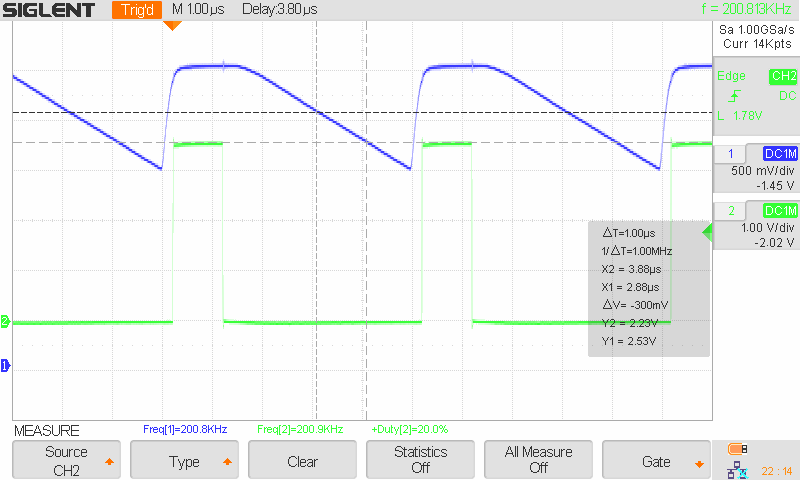 SIGLENT Trig'd M 1.00µs Delay:3.80µs f = 200.813KHz
Sa 1.00GSa/s
Curr 14Kpts
Edge CH2
DC
L 1.78V
1 DC1M
500 mV/div
-1.45 V
2 DC1M
1.00 V/div
-2.02 V
△T=1.00µs
1/△T=1.00MHz
X2 = 3.88µs
X1 = 2.88µs
△V= -300mV
Y2 = 2.23V
Y1 = 2.53V
2
1
MEASURE Freq[1]=200.8KHz Freq[2]=200.9KHz +Duty[2]=20.0%
Source
CH2
Type
Clear
Statistics
Off
All Measure
Off
Gate
22:14